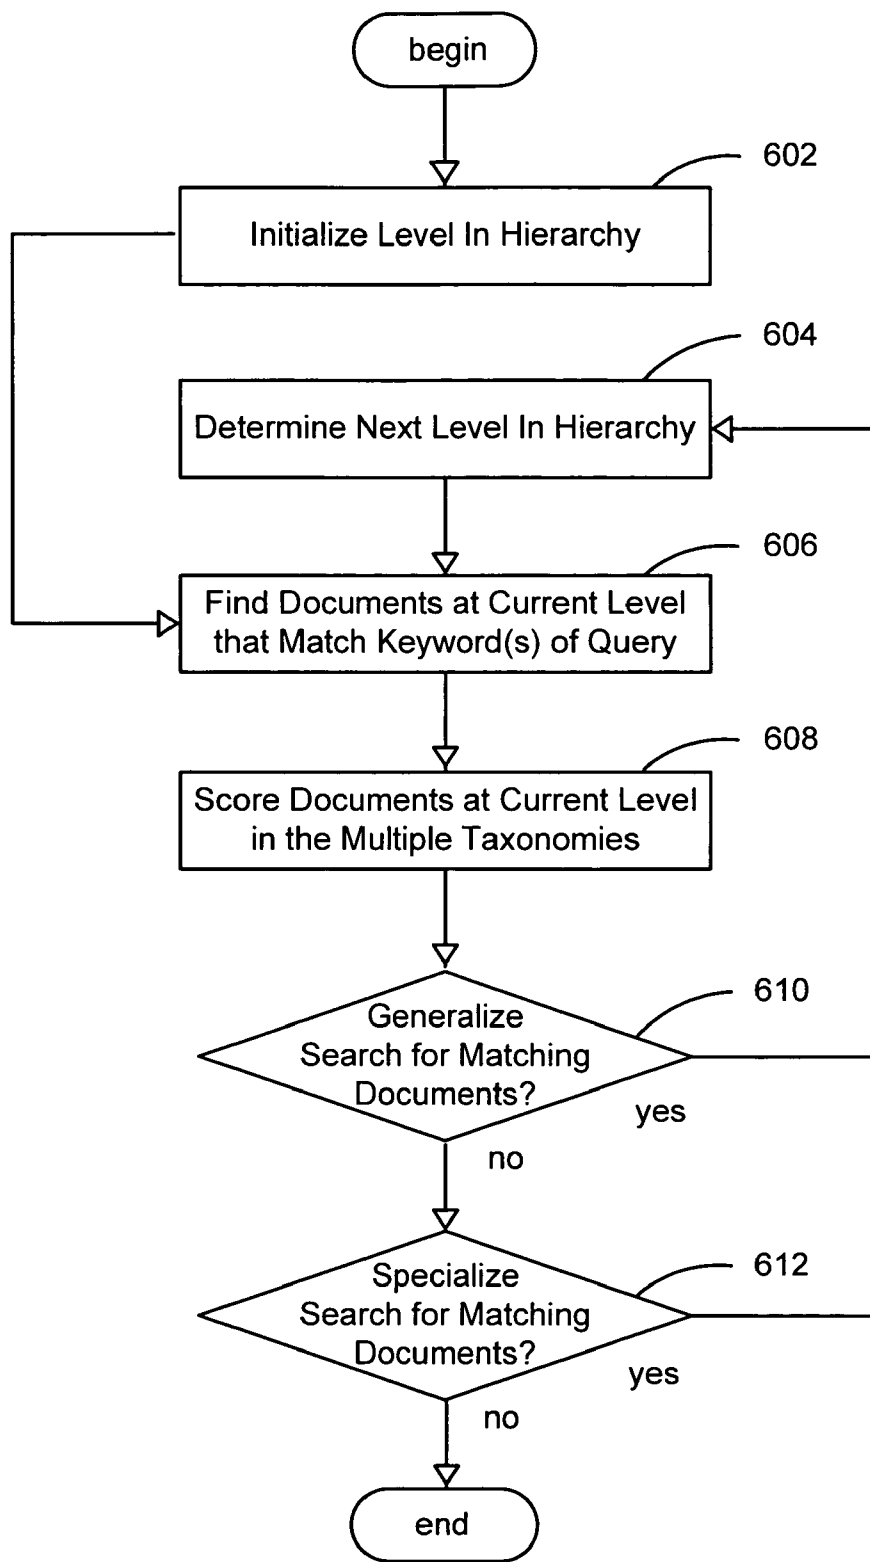 begin
602
Initialize Level In Hierarchy
604
Determine Next Level In Hierarchy
606
Find Documents at Current Level
that Match Keyword(s) of Query
608
Score Documents at Current Level
in the Multiple Taxonomies
610
Generalize
Search for Matching
Documents?
yes
no
612
Specialize
Search for Matching
Documents?
yes
no
end